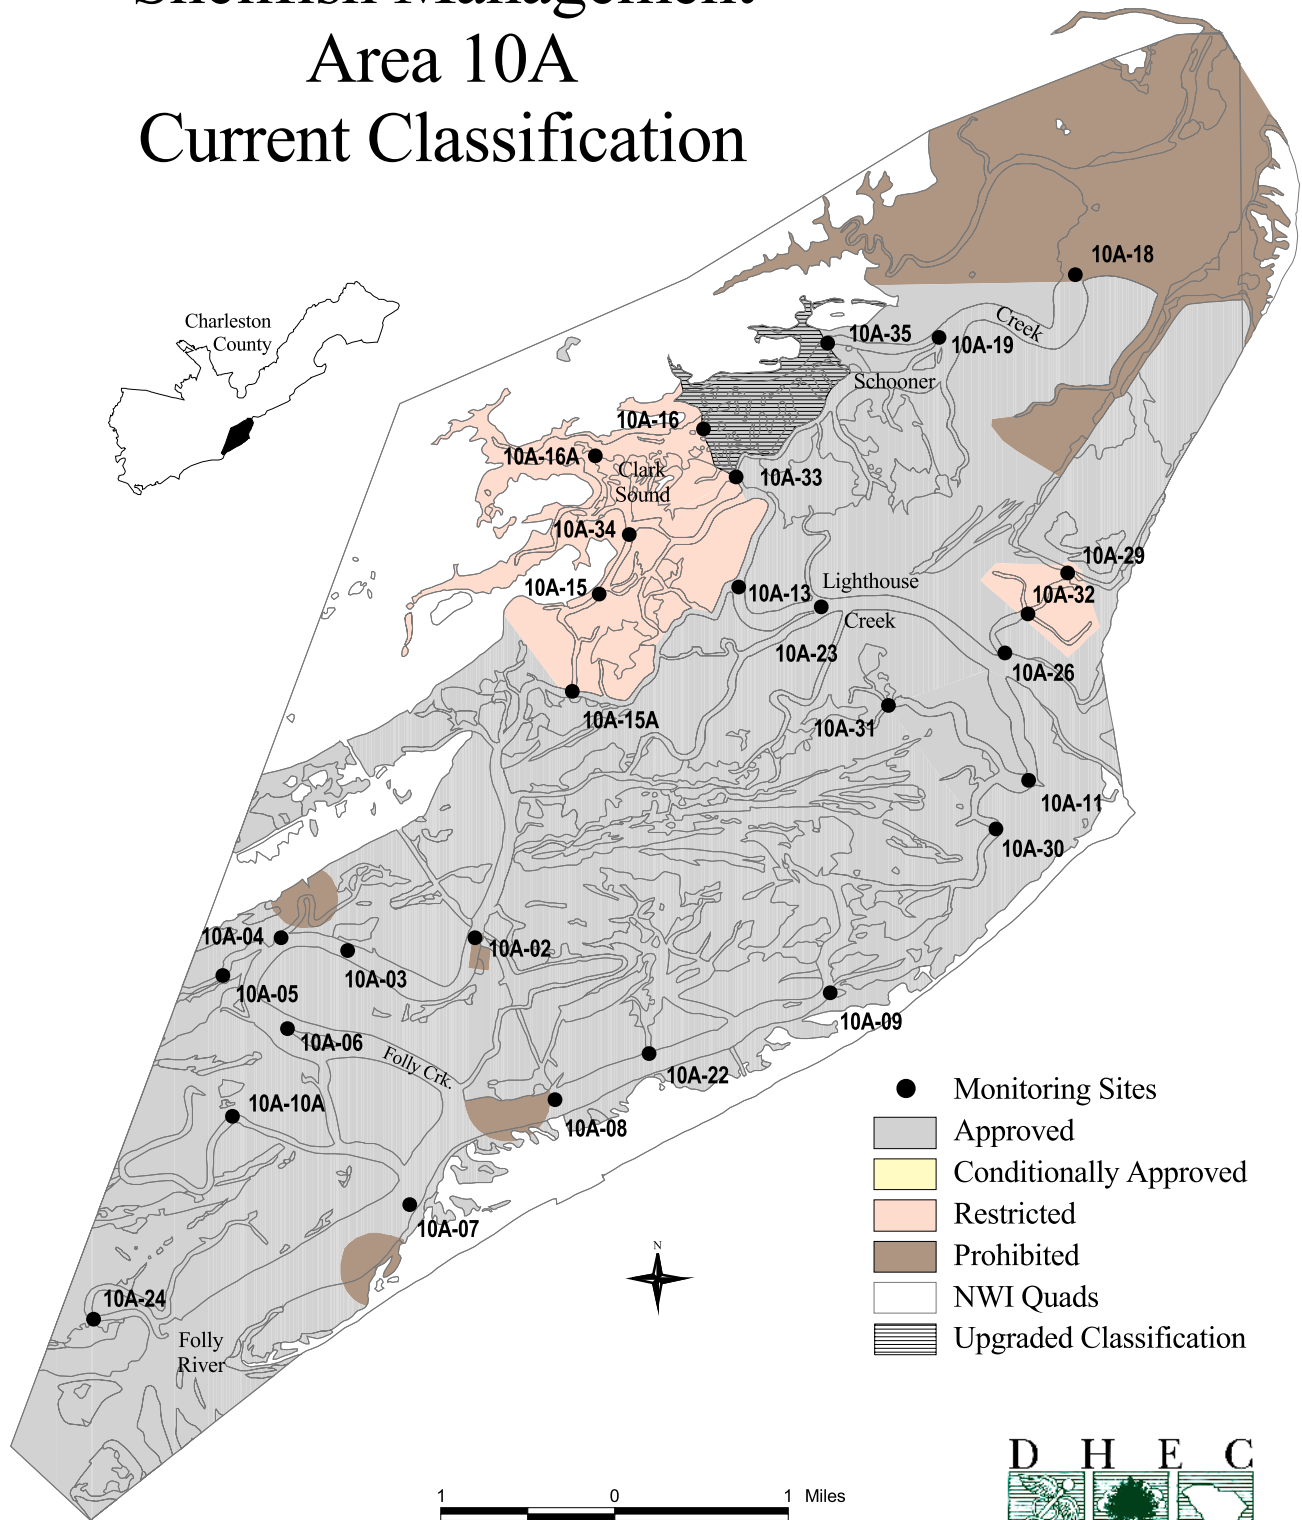 Shellfish Management
Area 10A
Current Classification
Charleston
County
10A-18
Creek
10A-35
10A-19
Schooner
10A-16
10A-16A
Clark
Sound
10A-33
10A-34
10A-29
10A-15
10A-13
Lighthouse
10A-32
Creek
10A-23
10A-26
10A-15A
10A-31
10A-11
10A-30
10A-04
10A-02
10A-03
10A-05
10A-09
10A-06
Folly Crk.
10A-22
10A-10A
10A-08
10A-07
10A-24
Folly
River
N
Monitoring Sites
Approved
Conditionally Approved
Restricted
Prohibited
NWI Quads
Upgraded Classification
1 0 1 Miles
D H E C